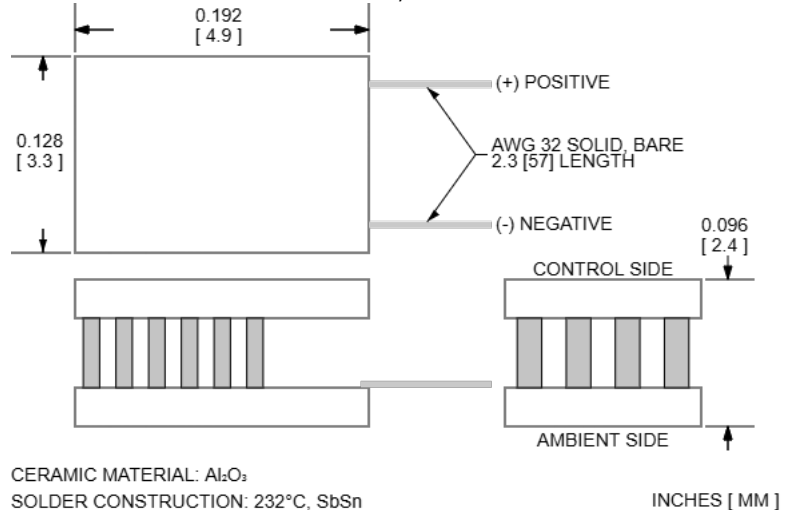 0.192
[ 4.9 ]
(+) POSITIVE
0.128
[ 3.3 ]
AWG 32 SOLID, BARE
2.3 [57] LENGTH
(-) NEGATIVE
0.096
[ 2.4 ]
CONTROL SIDE
AMBIENT SIDE
CERAMIC MATERIAL: Al₂O₃
SOLDER CONSTRUCTION: 232°C, SbSn
INCHES [ MM ]